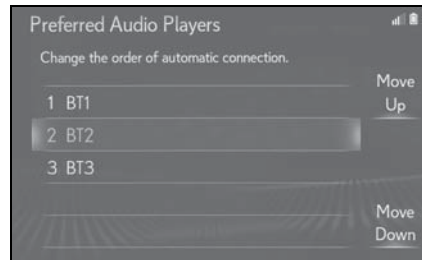 Preferred Audio Players
Change the order of automatic connection.
Move
Up
1 BT1
2 BT2
3 BT3
Move
Down